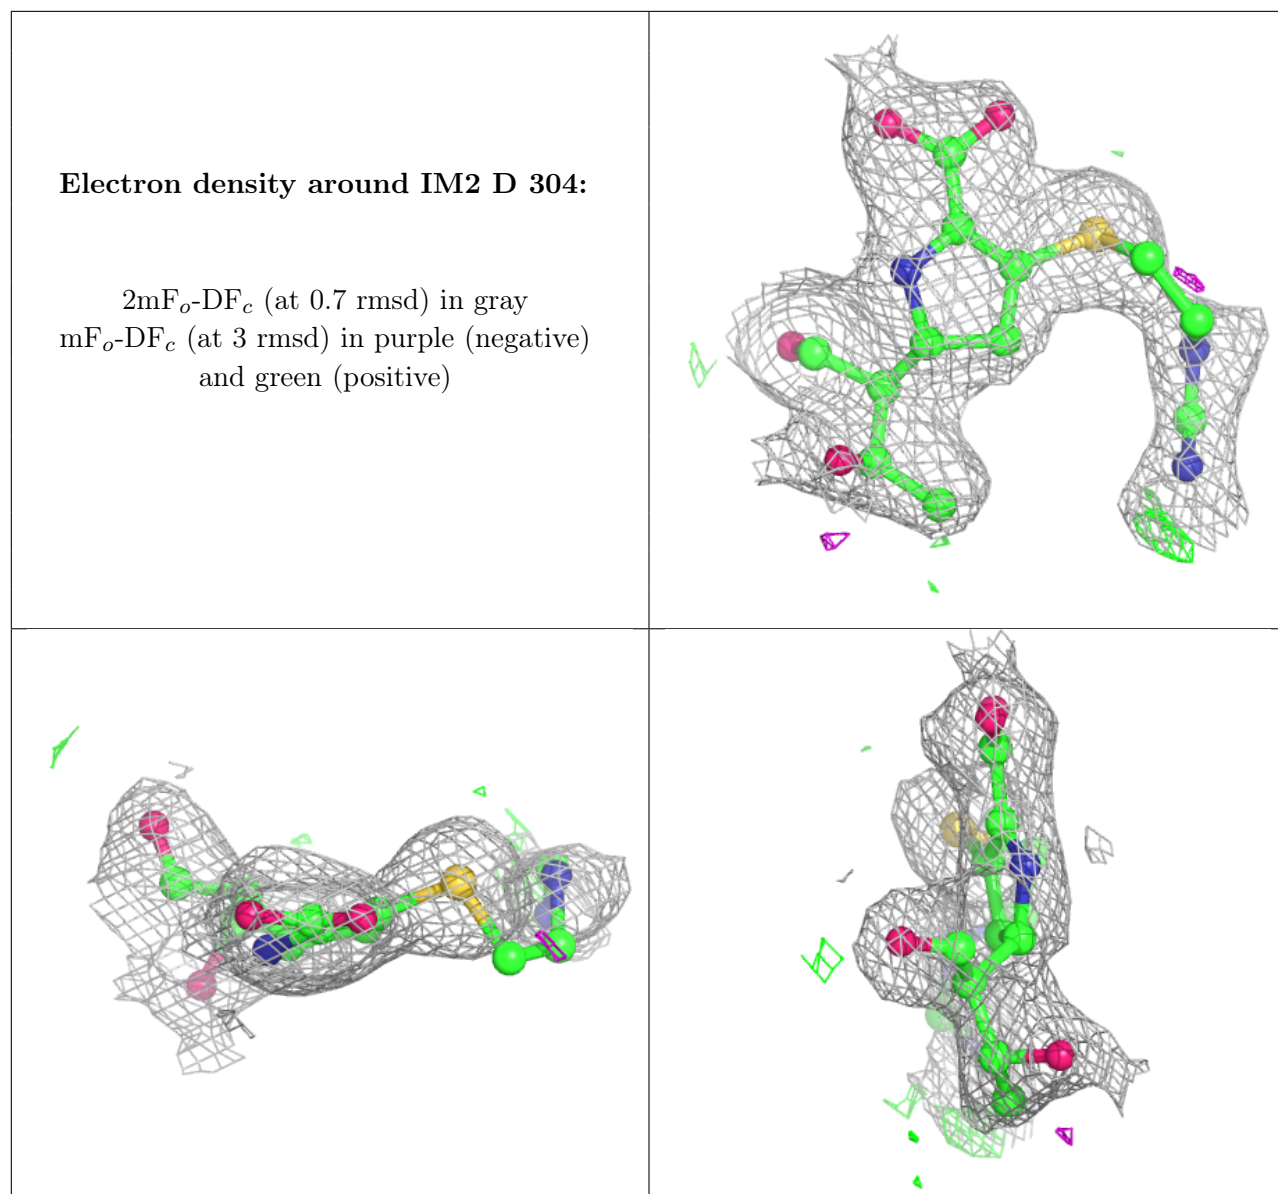 Electron density around IM2 D 304:
2mFo-DFc (at 0.7 rmsd) in gray
mFo-DFc (at 3 rmsd) in purple (negative)
and green (positive)